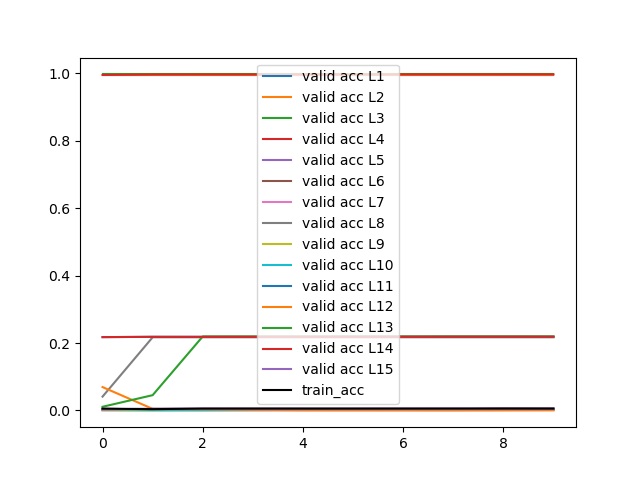 1.0
0.8
0.6
0.4
0.2
0.0
0
2
4
6
8
valid acc L1
valid acc L2
valid acc L3
valid acc L4
valid acc L5
valid acc L6
valid acc L7
valid acc L8
valid acc L9
valid acc L10
valid acc L11
valid acc L12
valid acc L13
valid acc L14
valid acc L15
train_acc